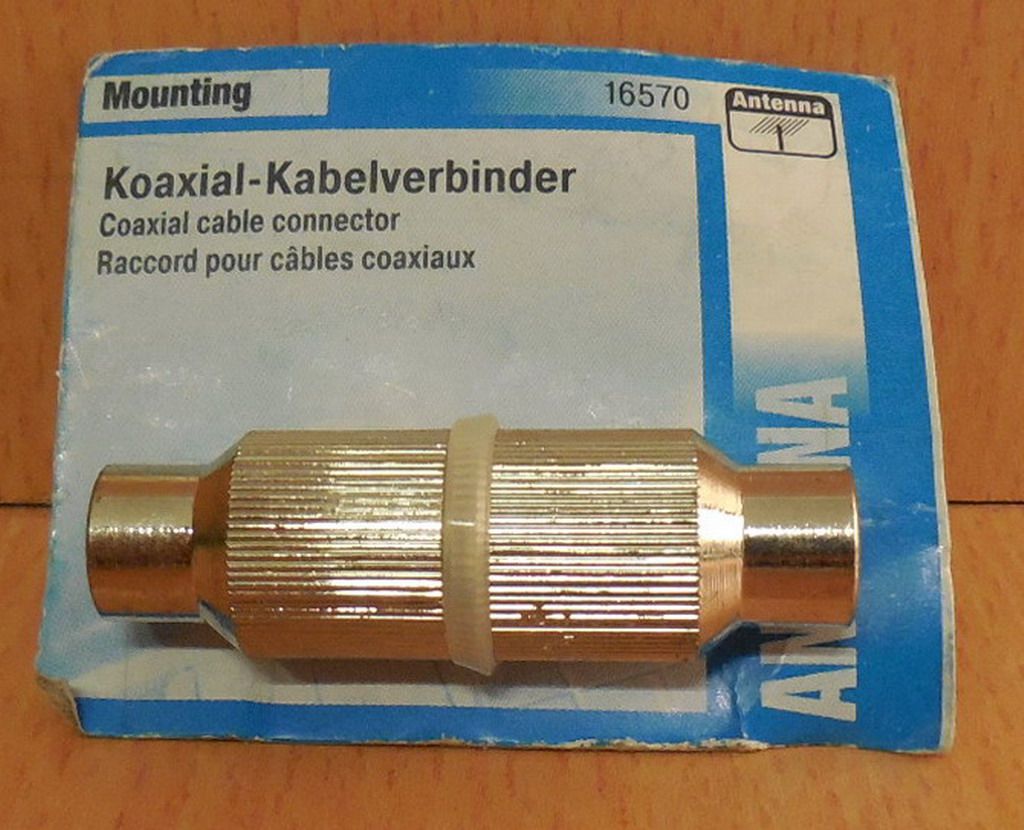 Mounting
16570
Antenna
Koaxial-Kabelverbinder
Coaxial cable connector
Raccord pour câbles coaxiaux